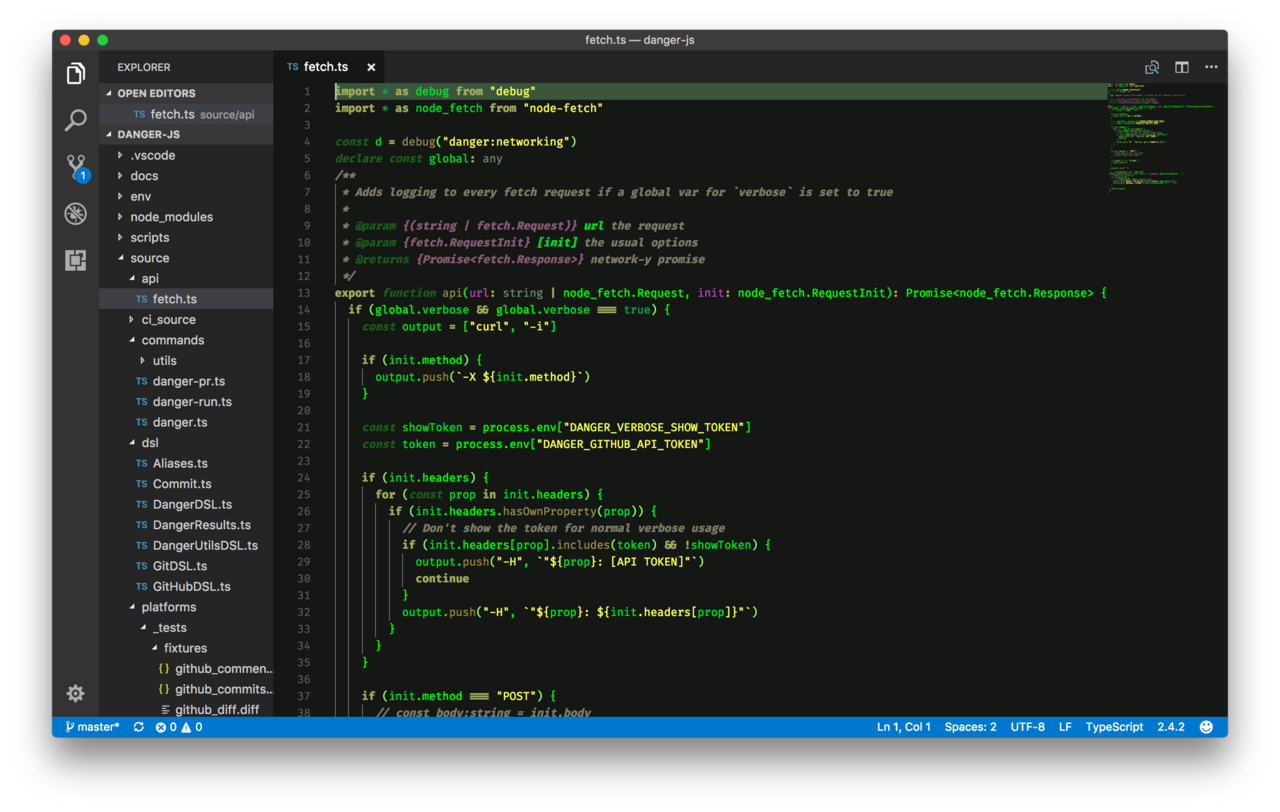 fetch.ts — danger-js
EXPLORER
OPEN EDITORS
TS fetch.ts source/api
DANGER-JS
.vscode
docs
env
node_modules
scripts
source
api
TS fetch.ts
ci_source
commands
utils
TS danger-pr.ts
TS danger-run.ts
TS danger.ts
dsl
TS Aliases.ts
TS Commit.ts
TS DangerDSL.ts
TS DangerResults.ts
TS DangerUtilsDSL.ts
TS GitDSL.ts
TS GitHubDSL.ts
platforms
_tests
fixtures
{} github_commen...
{} github_commits...
github_diff.diff
1
TS fetch.ts ×
1 import * as debug from "debug"
2 import * as node_fetch from "node-fetch"
3
4 const d = debug("danger:networking")
5 declare const global: any
6 /**
7 * Adds logging to every fetch request if a global var for `verbose` is set to true
8 *
9 * @param {(string | fetch.Request)} url the request
10 * @param {fetch.RequestInit} [init] the usual options
11 * @returns {Promise<fetch.Response>} network-y promise
12 */
13 export function api(url: string | node_fetch.Request, init: node_fetch.RequestInit): Promise<node_fetch.Response> {
14 if (global.verbose && global.verbose === true) {
15 const output = ["curl", "-i"]
16
17 if (init.method) {
18 output.push(`-X ${init.method}`)
19 }
20
21 const showToken = process.env["DANGER_VERBOSE_SHOW_TOKEN"]
22 const token = process.env["DANGER_GITHUB_API_TOKEN"]
23
24 if (init.headers) {
25 for (const prop in init.headers) {
26 if (init.headers.hasOwnProperty(prop)) {
27 // Don't show the token for normal verbose usage
28 if (init.headers[prop].includes(token) && !showToken) {
29 output.push("-H", `"${prop}: [API TOKEN]"`)
30 continue
31 }
32 output.push("-H", `"${prop}: ${init.headers[prop]}"`)
33 }
34 }
35 }
36
37 if (init.method === "POST") {
38 // const body:string = init.body
master* 0 0
Ln 1, Col 1 Spaces: 2 UTF-8 LF TypeScript 2.4.2